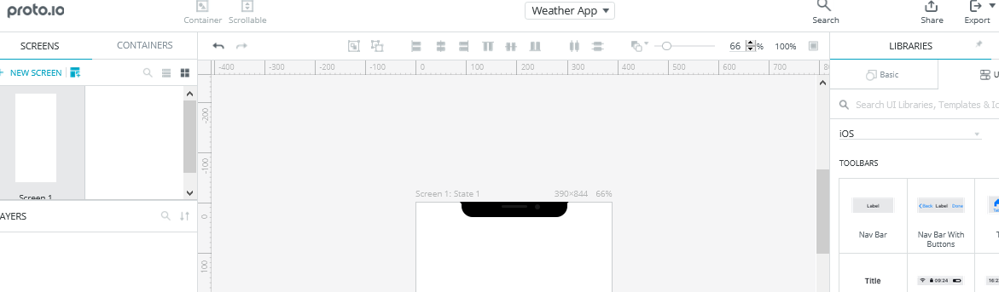 proto.io
Container
Scrollable
Weather App
Search
Share
Export
SCREENS
CONTAINERS
66 %
100%
LIBRARIES
NEW SCREEN
-400 -300 -200 -100 0 100 200 300 400 500 600 700
Basic
Search UI Libraries, Templates & Ic
iOS
TOOLBARS
-200
-100
0
100
Screen 1
Screen 1: State 1
390×844
66%
AYERS
Label
Nav Bar
Back Label Done
Nav Bar With
Buttons
Title
09:24